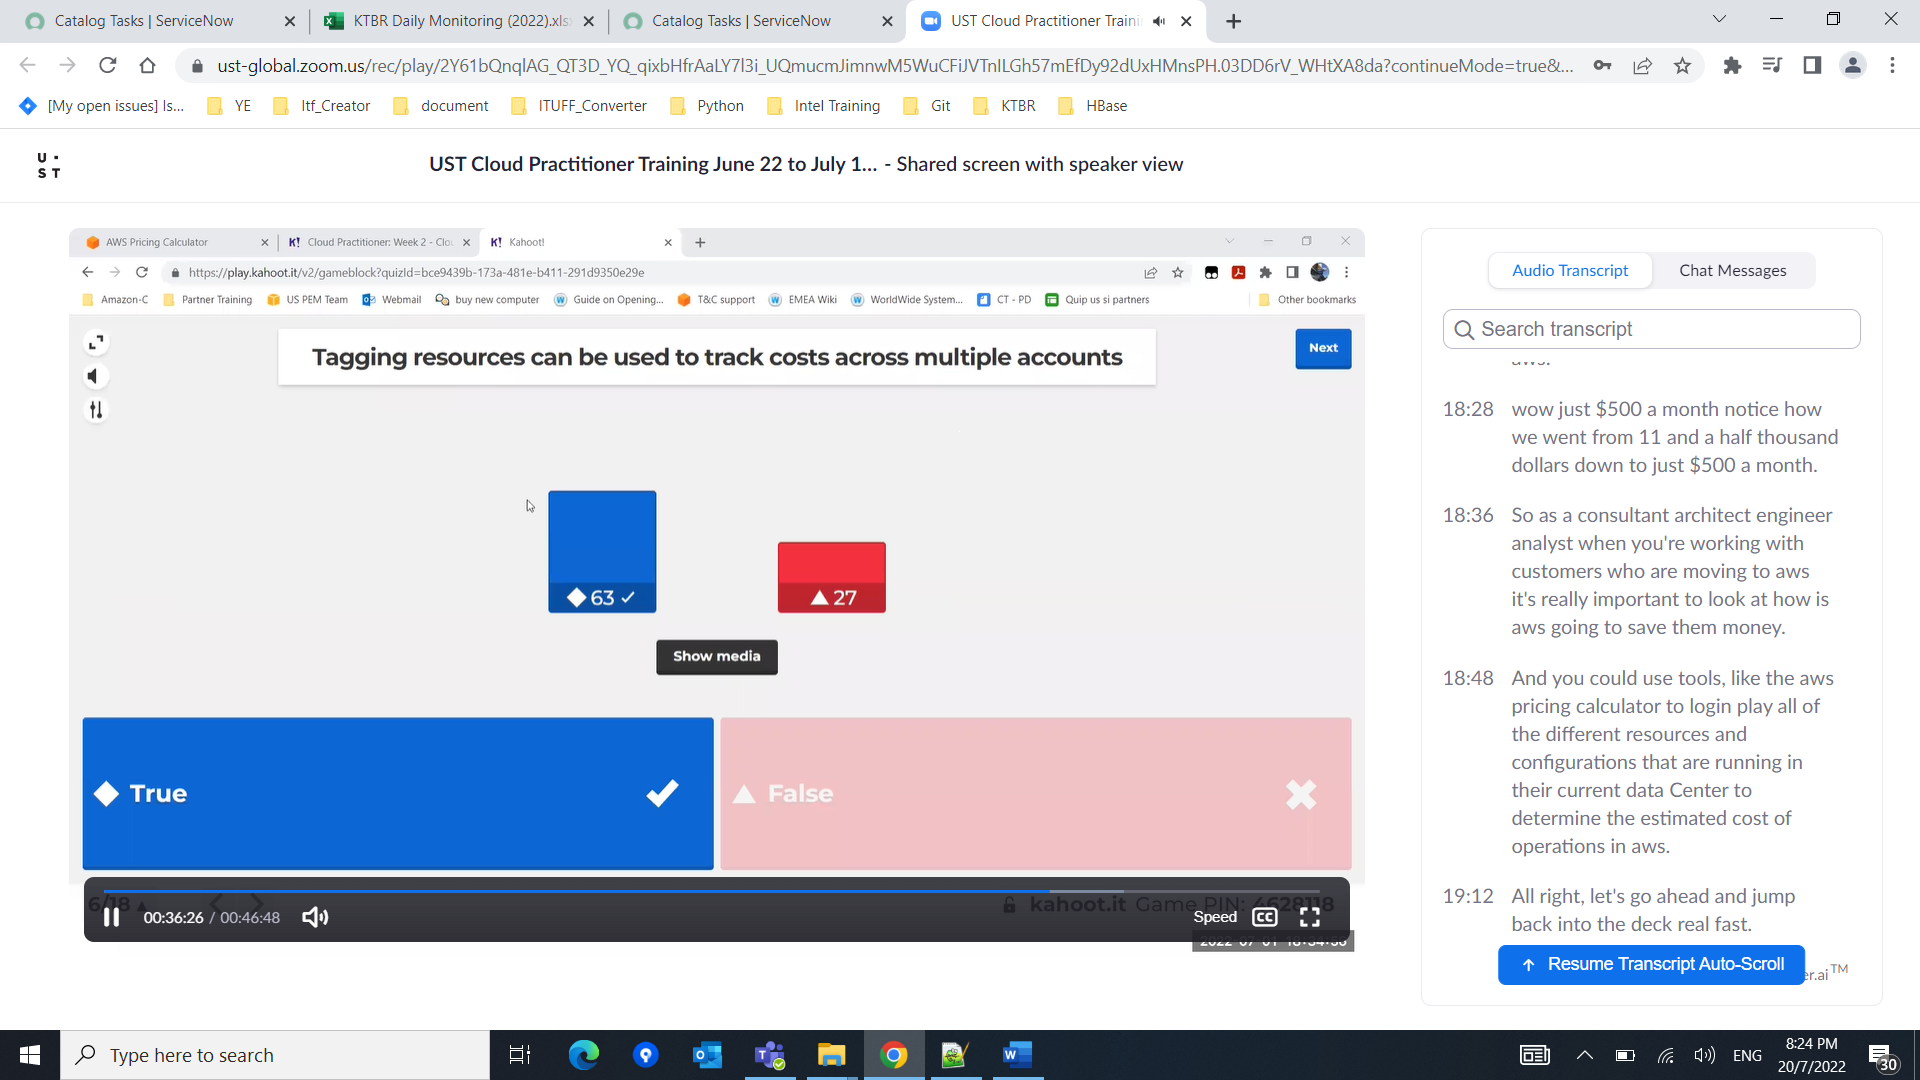 Catalog Tasks | ServiceNow
KTBR Daily Monitoring (2022).xls
Catalog Tasks | ServiceNow
UST Cloud Practitioner Traini
ust-global.zoom.us/rec/play/2Y61bQnqlAG_QT3D_YQ_qixbHfrAaLY7l3i_UQmucmJimnwM5WuCFiJVTnILGh57mEfDy92dUxHMnsPH.03DD6rV_WHtXA8da?continueMode=true&...
[My open issues] Is...
YE
Itf_Creator
document
ITUFF_Converter
Python
Intel Training
Git
KTBR
HBase
U
ST
UST Cloud Practitioner Training June 22 to July 1... - Shared screen with speaker view
AWS Pricing Calculator
K! Cloud Practitioner: Week 2 - Clou
K! Kahoot!
https://play.kahoot.it/v2/gameblock?quizId=bce9439b-173a-481e-b411-291d9350e29e
Amazon-C
Partner Training
US PEM Team
Webmail
buy new computer
Guide on Opening...
T&C support
EMEA Wiki
WorldWide System...
CT - PD
Quip us si partners
Other bookmarks
Tagging resources can be used to track costs across multiple accounts
Next
63
27
Show media
True
False
6/18
kahoot.it Game PIN: 4628118
00:36:26 / 00:46:48
Speed
CC
2022-07-01 18:34:56
Audio Transcript
Chat Messages
Search transcript
aws.
18:28 wow just $500 a month notice how
we went from 11 and a half thousand
dollars down to just $500 a month.
18:36 So as a consultant architect engineer
analyst when you're working with
customers who are moving to aws
it's really important to look at how is
aws going to save them money.
18:48 And you could use tools, like the aws
pricing calculator to login play all of
the different resources and
configurations that are running in
their current data Center to
determine the estimated cost of
operations in aws.
19:12 All right, let's go ahead and jump
back into the deck real fast.
Resume Transcript Auto-Scroll
er.ai™
Type here to search
ENG
8:24 PM
20/7/2022
30